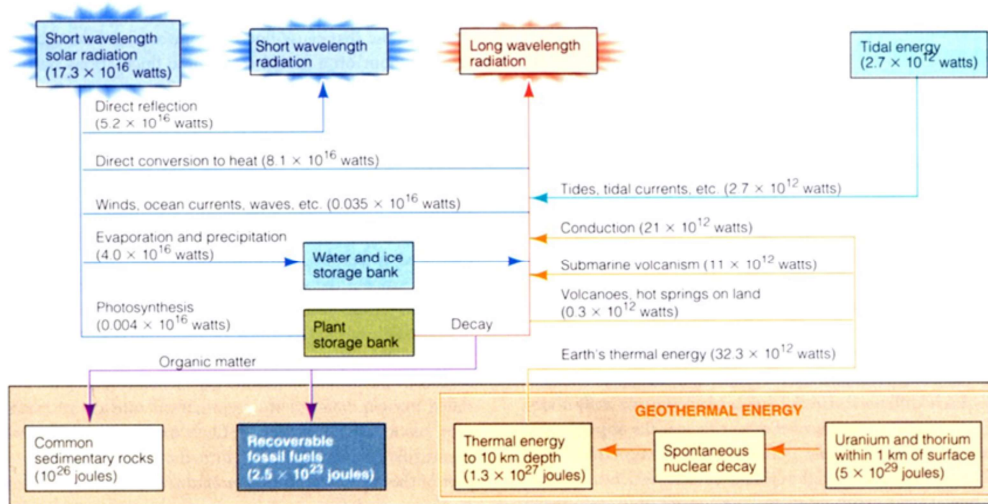 Short wavelength
solar radiation
(17.3 × 10¹⁶ watts)
Short wavelength
radiation
Long wavelength
radiation
Tidal energy
(2.7 × 10¹² watts)
Direct reflection
(5.2 × 10¹⁶ watts)
Direct conversion to heat (8.1 × 10¹⁶ watts)
Tides, tidal currents, etc. (2.7 × 10¹² watts)
Winds, ocean currents, waves, etc. (0.035 × 10¹⁶ watts)
Conduction (21 × 10¹² watts)
Evaporation and precipitation
(4.0 × 10¹⁶ watts)
Water and ice
storage bank
Submarine volcanism (11 × 10¹² watts)
Volcanoes, hot springs on land
(0.3 × 10¹² watts)
Photosynthesis
(0.004 × 10¹⁶ watts)
Plant
storage bank
Decay
Earth's thermal energy (32.3 × 10¹² watts)
Organic matter
GEOTHERMAL ENERGY
Common
sedimentary rocks
(10²⁶ joules)
Recoverable
fossil fuels
(2.5 × 10²³ joules)
Thermal energy
to 10 km depth
(1.3 × 10²⁷ joules)
Spontaneous
nuclear decay
Uranium and thorium
within 1 km of surface
(5 × 10²⁹ joules)